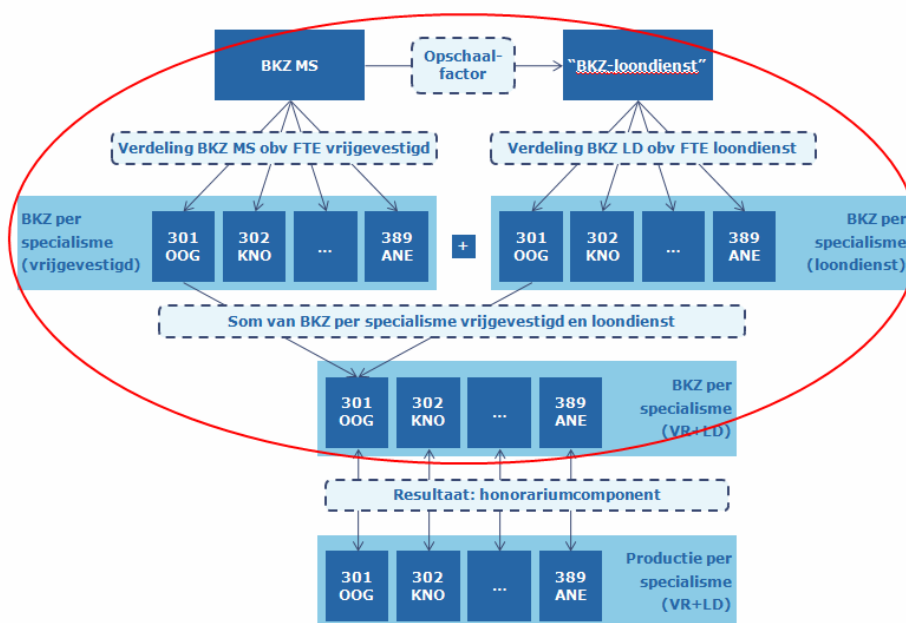 BKZ MS
Opschaal-
factor
“BKZ-loondienst”
Verdeling BKZ MS obv FTE vrijgevestigd
Verdeling BKZ LD obv FTE loondienst
BKZ per
specialisme
(vrijgevestigd)
301
OOG
302
KNO
...
389
ANE
+
301
OOG
302
KNO
...
389
ANE
BKZ per
specialisme
(loondienst)
Som van BKZ per specialisme vrijgevestigd en loondienst
301
OOG
302
KNO
...
389
ANE
BKZ per
specialisme
(VR+LD)
Resultaat: honorariumcomponent
301
OOG
302
KNO
...
389
ANE
Productie per
specialisme
(VR+LD)